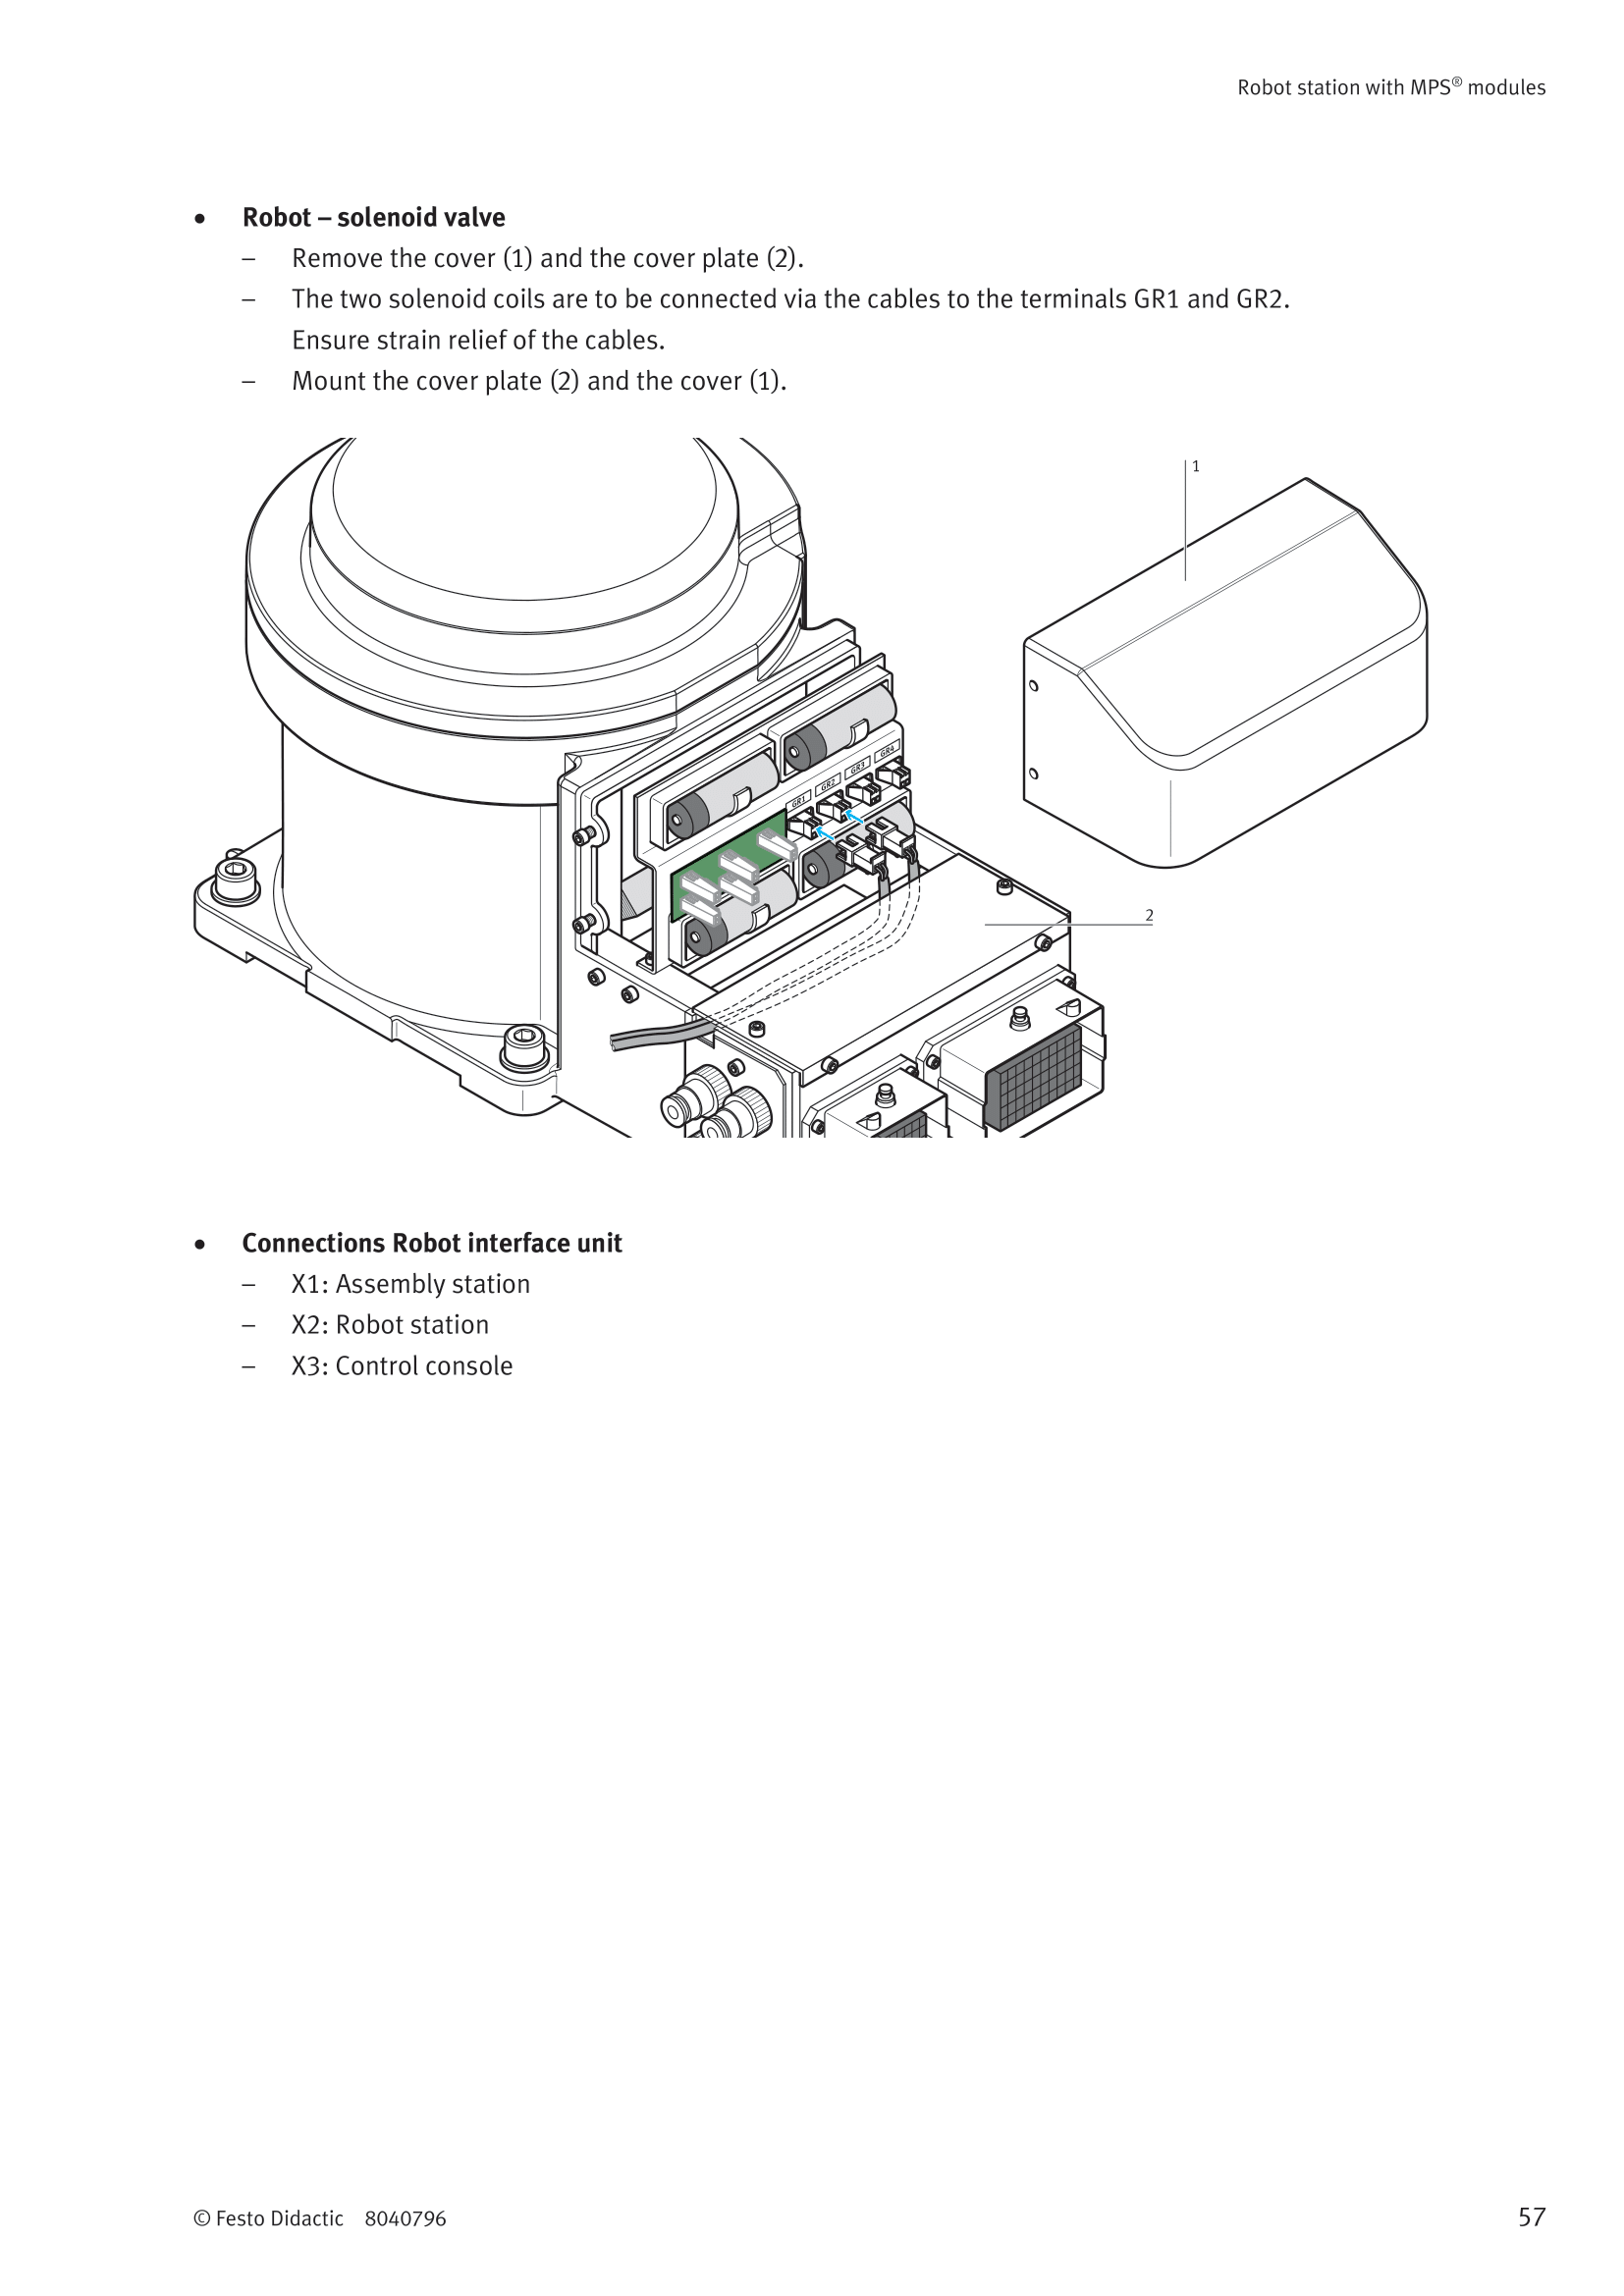 Robot station with MPS® modules
• Robot – solenoid valve
– Remove the cover (1) and the cover plate (2).
– The two solenoid coils are to be connected via the cables to the terminals GR1 and GR2.
Ensure strain relief of the cables.
– Mount the cover plate (2) and the cover (1).
1
GR4
GR3
GR2
GR1
2
• Connections Robot interface unit
– X1: Assembly station
– X2: Robot station
– X3: Control console
© Festo Didactic 8040796
57